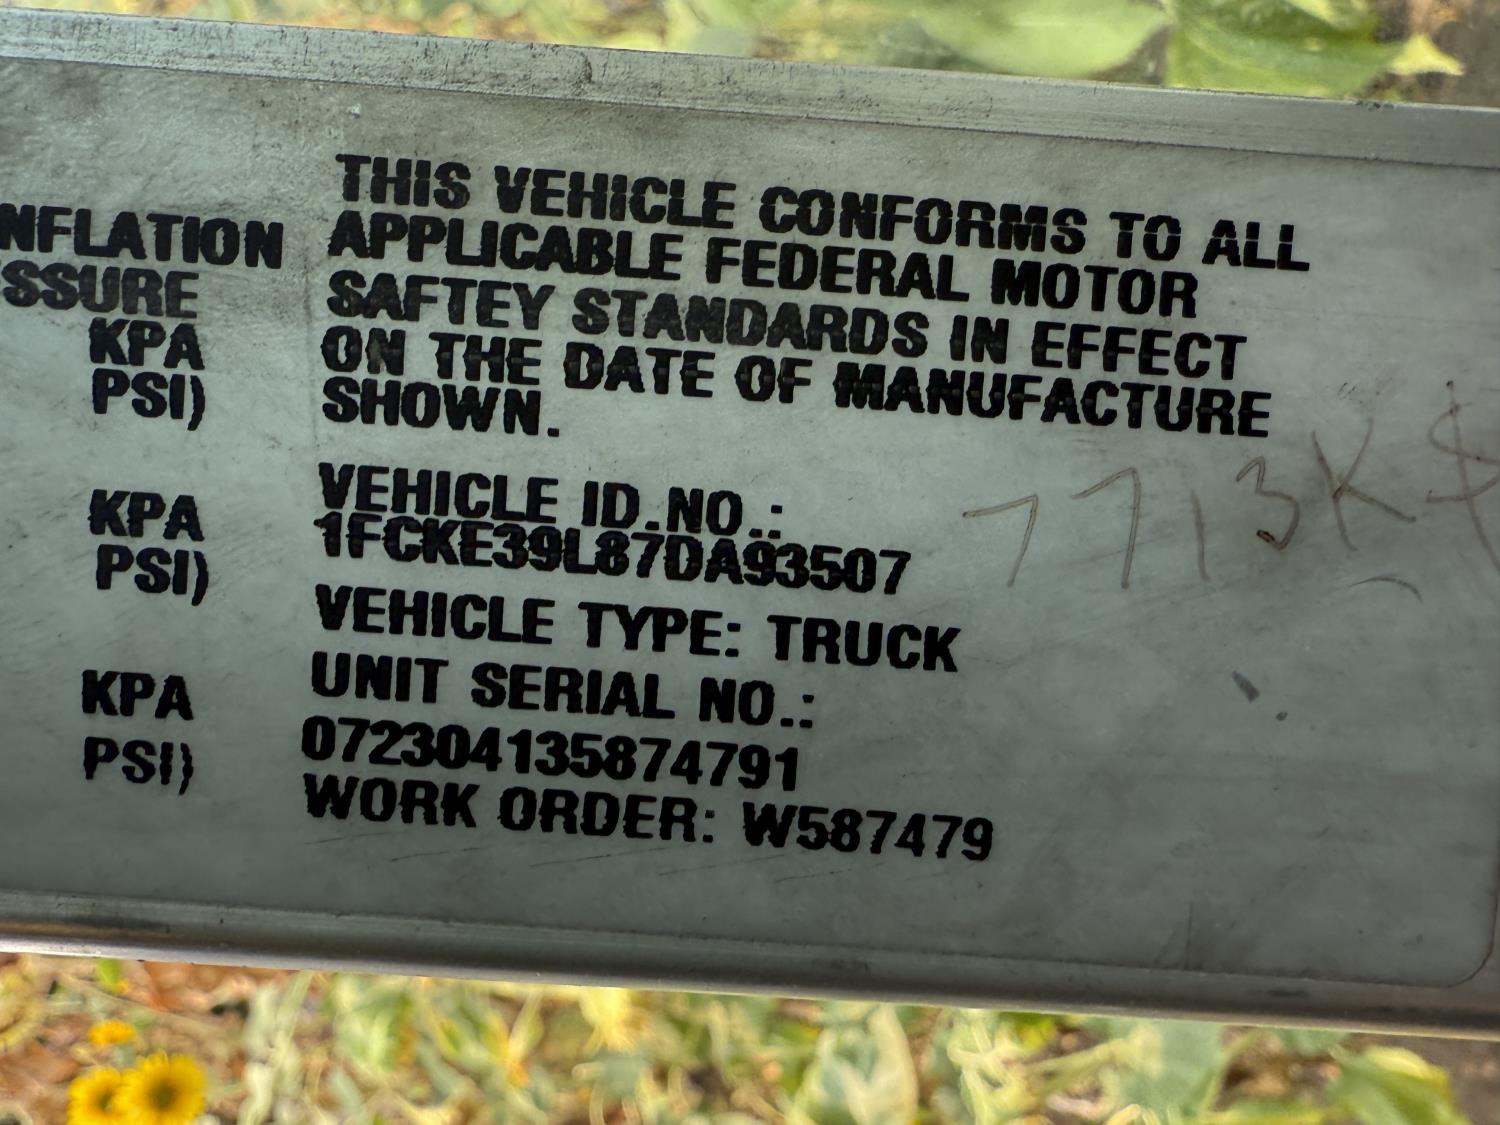 THIS VEHICLE CONFORMS TO ALL
NFLATION APPLICABLE FEDERAL MOTOR
SSURE SAFTEY STANDARDS IN EFFECT
KPA ON THE DATE OF MANUFACTURE
PSI) SHOWN.
KPA VEHICLE ID.NO.:
PSI) 1FCKE39L87DA93507
VEHICLE TYPE: TRUCK
KPA UNIT SERIAL NO.:
PSI) 072304135874791
WORK ORDER: W587479